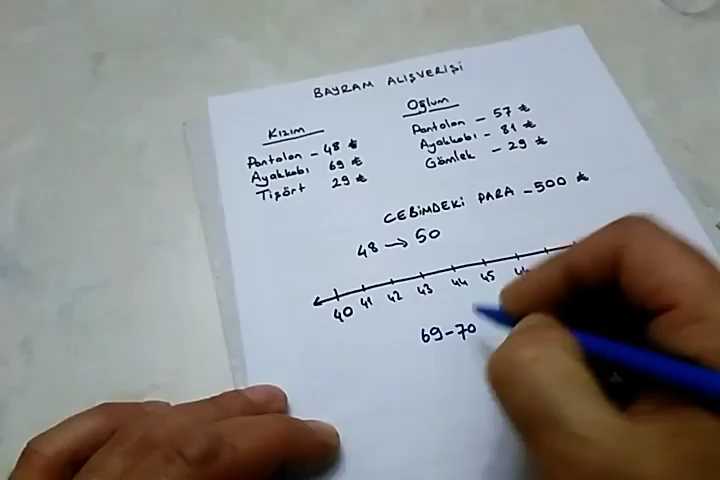 BAYRAM ALIŞVERİŞİ
Kızım
Pantolon - 48 ₺
Ayakkabı 69 ₺
Tişört 29 ₺
Oğlum
Pantolon - 57 ₺
Ayakkabı - 81 ₺
Gömlek - 29 ₺
CEBİMDEKİ PARA - 500 ₺
48 → 50
40 41 42 43 44 45
69-70